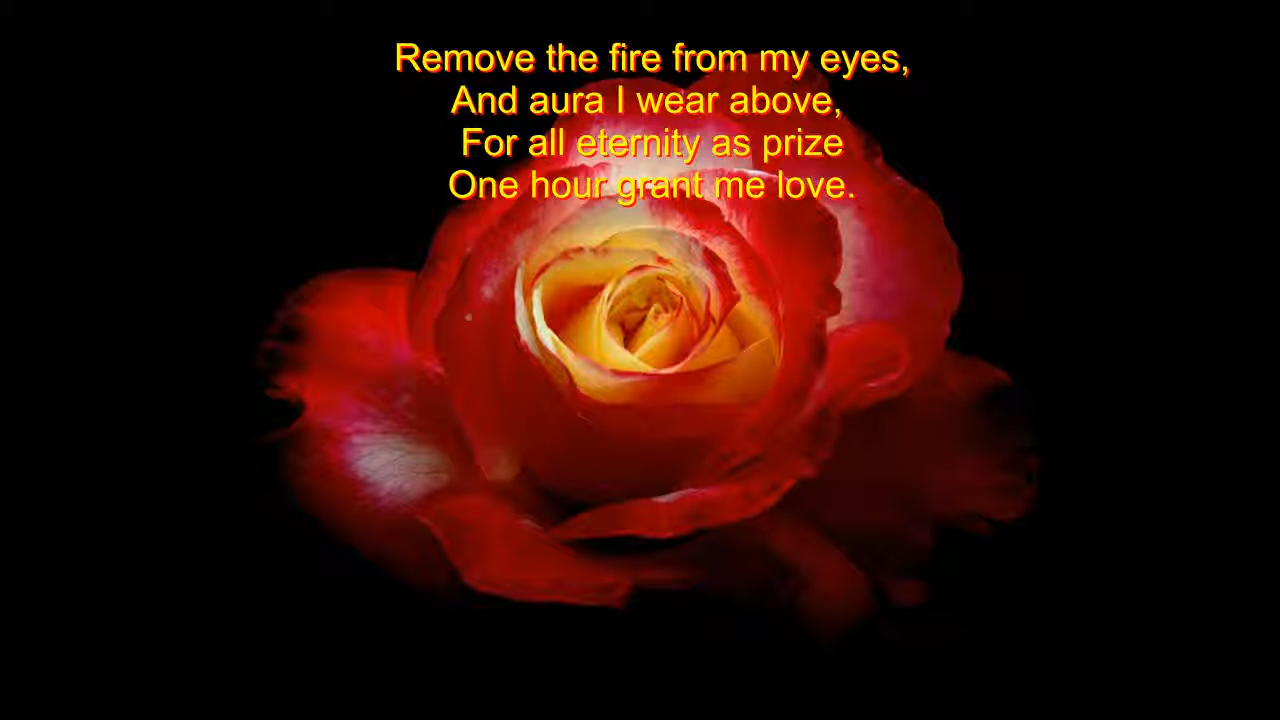 Remove the fire from my eyes,
And aura I wear above,
For all eternity as prize
One hour grant me love.